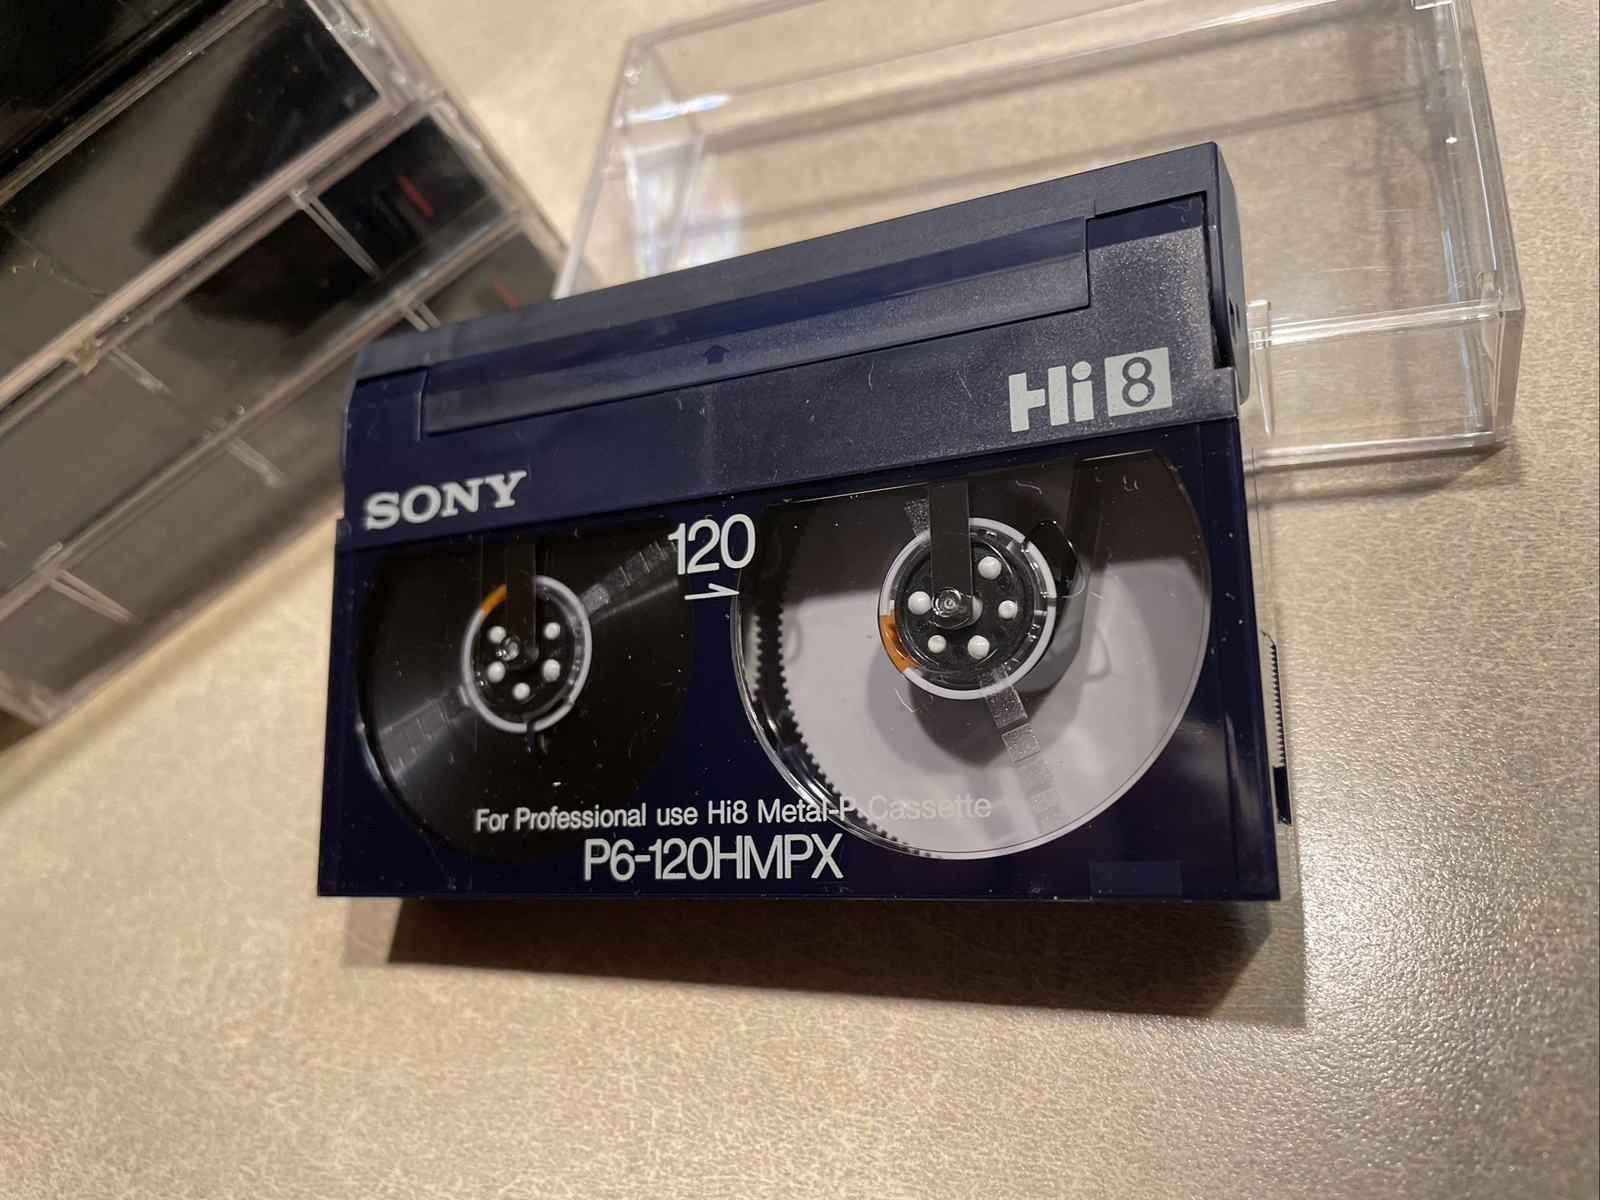 Hi8
SONY
120
For Professional use Hi8 Metal-P Cassette
P6-120HMPX